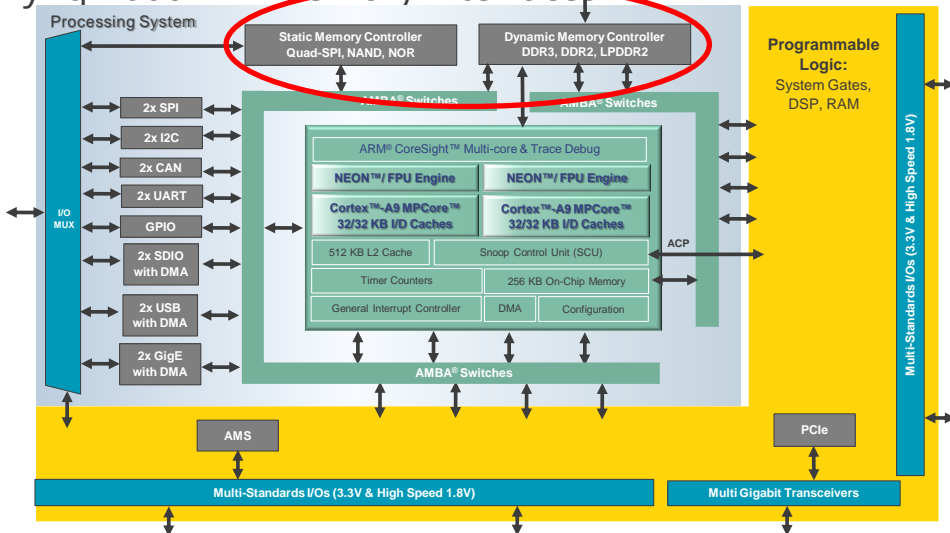 Processing System
Static Memory Controller
Quad-SPI, NAND, NOR
Dynamic Memory Controller
DDR3, DDR2, LPDDR2
Programmable
Logic:
System Gates,
DSP, RAM
AMBA® Switches
AMBA® Switches
2x SPI
2x I2C
2x CAN
2x UART
GPIO
2x SDIO
with DMA
2x USB
with DMA
2x GigE
with DMA
I/O
MUX
ARM® CoreSight™ Multi-core & Trace Debug
NEON™/ FPU Engine
NEON™/ FPU Engine
Cortex™-A9 MPCore™
32/32 KB I/D Caches
Cortex™-A9 MPCore™
32/32 KB I/D Caches
512 KB L2 Cache
Snoop Control Unit (SCU)
ACP
Timer Counters
256 KB On-Chip Memory
General Interrupt Controller
DMA
Configuration
AMBA® Switches
Multi-Standards I/Os (3.3V & High Speed 1.8V)
AMS
PCIe
Multi-Standards I/Os (3.3V & High Speed 1.8V)
Multi Gigabit Transceivers